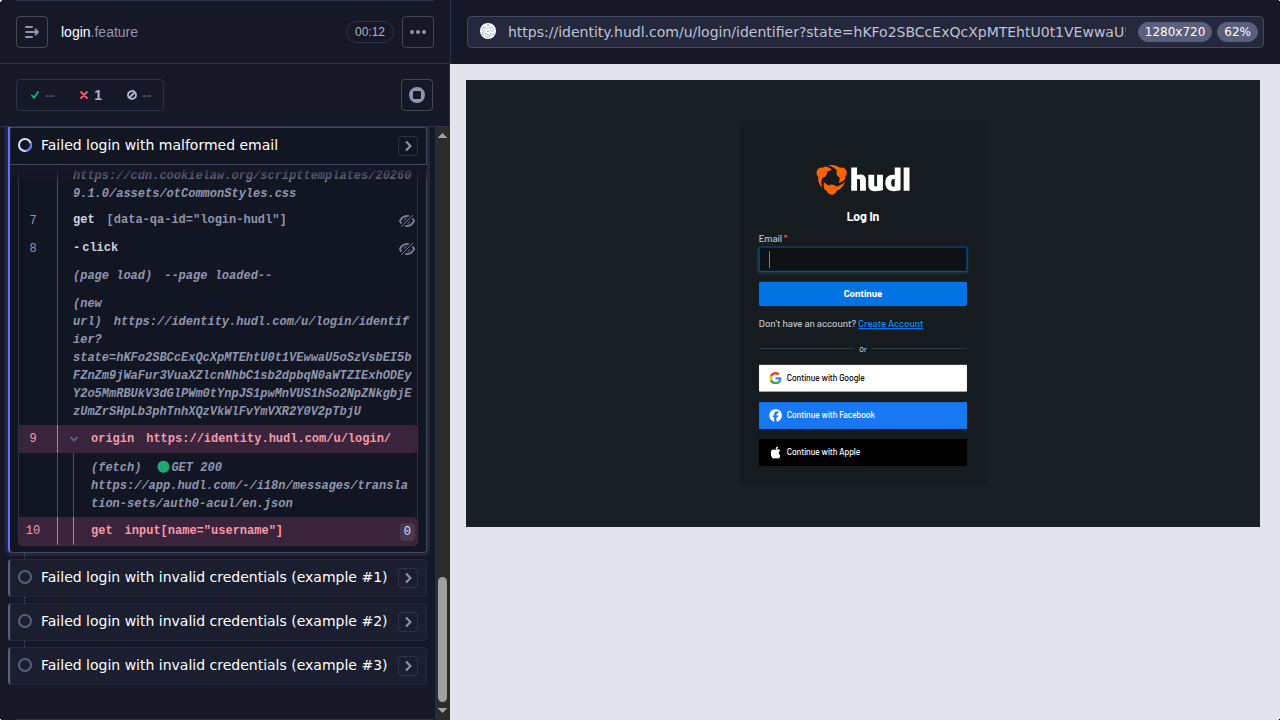 login.feature
00:12
https://identity.hudl.com/u/login/identifier?state=hKFo2SBCcExQcXpMTEhtU0t1VEwwaU5
1280x720
62%
--
1
--
Failed login with malformed email
https://cdn.cookielaw.org/scripttemplates/20260
9.1.0/assets/otCommonStyles.css
7 get [data-qa-id="login-hudl"]
8 -click
(page load) --page loaded--
(new
url) https://identity.hudl.com/u/login/identif
ier?
state=hKFo2SBCcExQcXpMTEhtU0t1VEwwaU5oSzVsbEI5b
FZnZm9jWaFur3VuaXZlcnNhbC1sb2dpbqN0aWTZIExhODEy
Y2o5MmRBUkV3dGlPWm0tYnpJS1pwMnVUS1hSo2NpZNkgbjE
zUmZrSHpLb3phTnhXQzVkWlFvYmVXR2Y0V2pTbjU
9 origin https://identity.hudl.com/u/login/
(fetch) GET 200
https://app.hudl.com/-/i18n/messages/transla
tion-sets/auth0-acul/en.json
10 get input[name="username"] 0
Failed login with invalid credentials (example #1)
Failed login with invalid credentials (example #2)
Failed login with invalid credentials (example #3)
hudl
Log In
Email *
Continue
Don't have an account? Create Account
Or
Continue with Google
Continue with Facebook
Continue with Apple